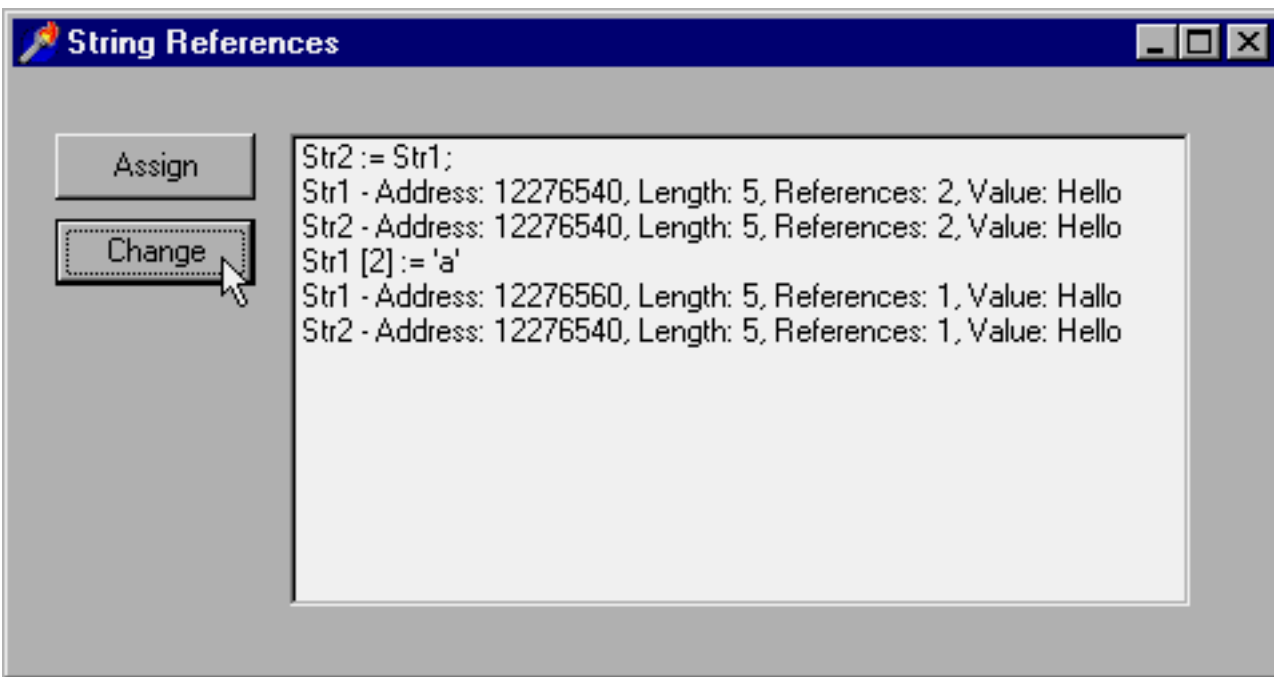 String References
Assign
Change
Str2 := Str1;
Str1 - Address: 12276540, Length: 5, References: 2, Value: Hello
Str2 - Address: 12276540, Length: 5, References: 2, Value: Hello
Str1 [2] := 'a'
Str1 - Address: 12276560, Length: 5, References: 1, Value: Hallo
Str2 - Address: 12276540, Length: 5, References: 1, Value: Hello